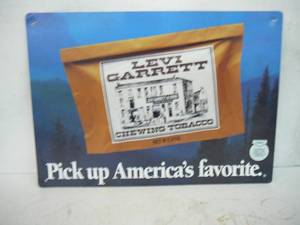 LEVI
GARRETT
CHEWING TOBACCO
Pick up America's favorite.